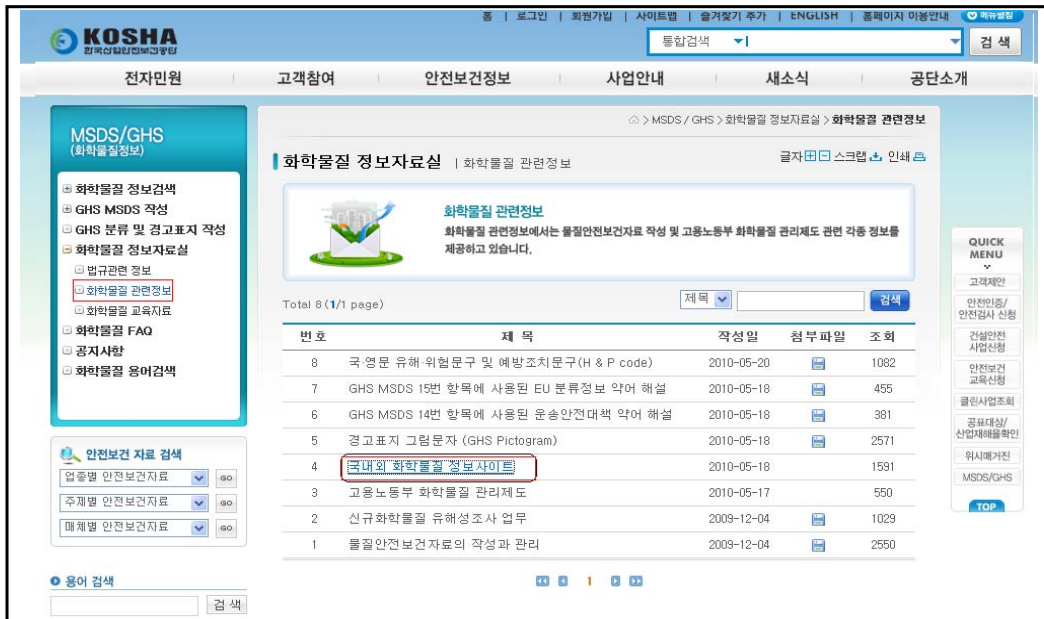 홈 | 로그인 | 회원가입 | 사이트맵 | 즐겨찾기 추가 | ENGLISH | 홈페이지 이용안내 메뉴펼침
KOSHA
한국산업안전보건공단
통합검색 검 색
전자민원 고객참여 안전보건정보 사업안내 새소식 공단소개
MSDS/GHS
(화학물질정보)
화학물질 정보검색
GHS MSDS 작성
GHS 분류 및 경고표지 작성
화학물질 정보자료실
법규관련 정보
화학물질 관련정보
화학물질 교육자료
화학물질 FAQ
공지사항
화학물질 용어검색
안전보건 자료 검색
업종별 안전보건자료 GO
주제별 안전보건자료 GO
매체별 안전보건자료 GO
용어 검색
검 색
> MSDS / GHS > 화학물질 정보자료실 > 화학물질 관련정보
화학물질 정보자료실 | 화학물질 관련정보
글자 스크랩 인쇄
화학물질 관련정보
화학물질 관련정보에서는 물질안전보건자료 작성 및 고용노동부 화학물질 관리제도 관련 각종 정보를
제공하고 있습니다.
Total 8 (1/1 page) 제목 검색
번호 제 목 작성일 첨부파일 조회
8 국·영문 유해·위험문구 및 예방조치문구(H & P code) 2010-05-20 1082
7 GHS MSDS 15번 항목에 사용된 EU 분류정보 약어 해설 2010-05-18 455
6 GHS MSDS 14번 항목에 사용된 운송안전대책 약어 해설 2010-05-18 381
5 경고표지 그림문자 (GHS Pictogram) 2010-05-18 2571
4 국내외 화학물질 정보사이트 2010-05-18 1591
3 고용노동부 화학물질 관리제도 2010-05-17 550
2 신규화학물질 유해성조사 업무 2009-12-04 1029
1 물질안전보건자료의 작성과 관리 2009-12-04 2550
1
QUICK
MENU
고객제안
안전인증/
안전검사 신청
건설안전
사업신청
안전보건
교육신청
클린사업조회
공표대상/
산업재해율확인
위시매거진
MSDS/GHS
TOP